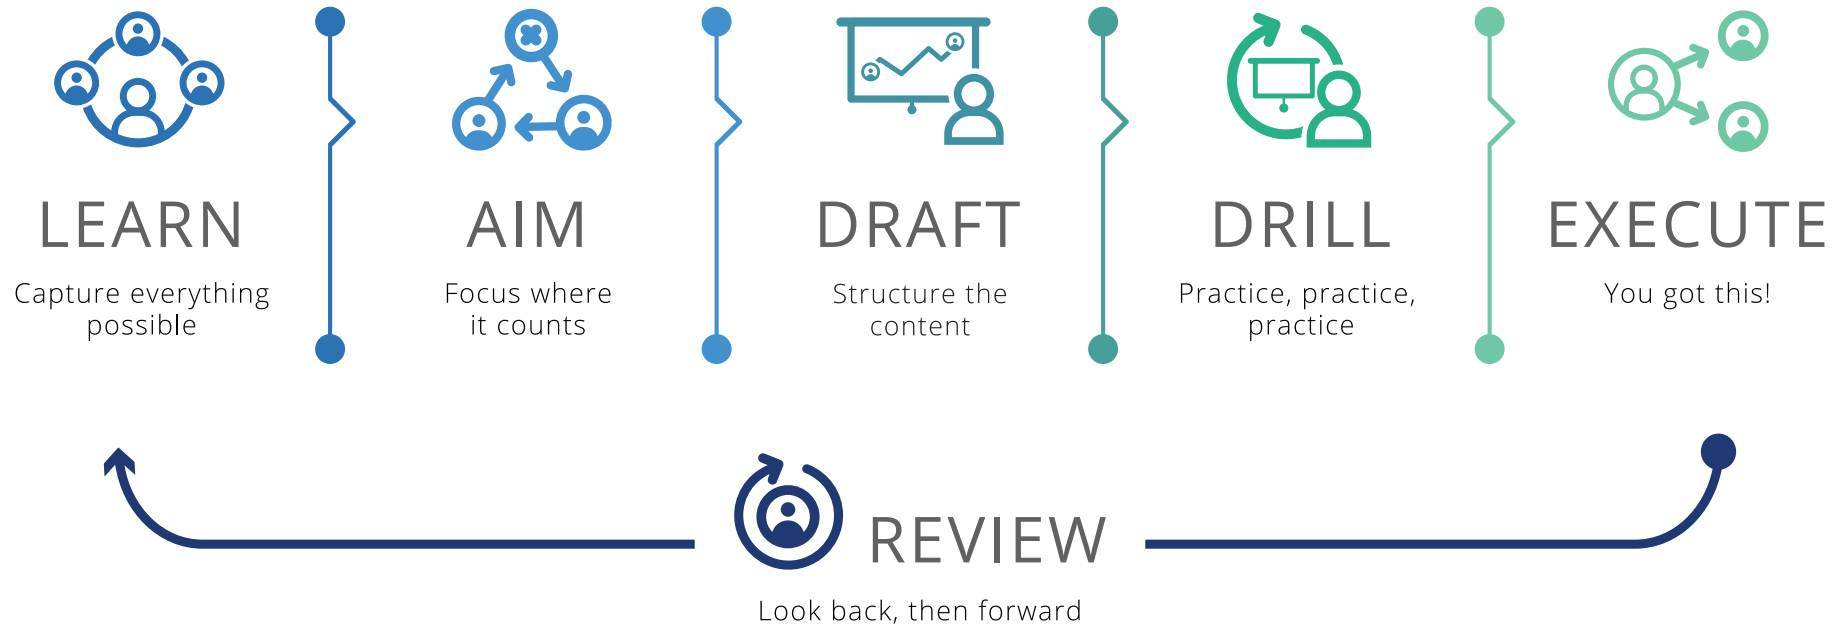 LEARN
Capture everything
possible
AIM
Focus where
it counts
DRAFT
Structure the
content
DRILL
Practice, practice,
practice
EXECUTE
You got this!
REVIEW
Look back, then forward